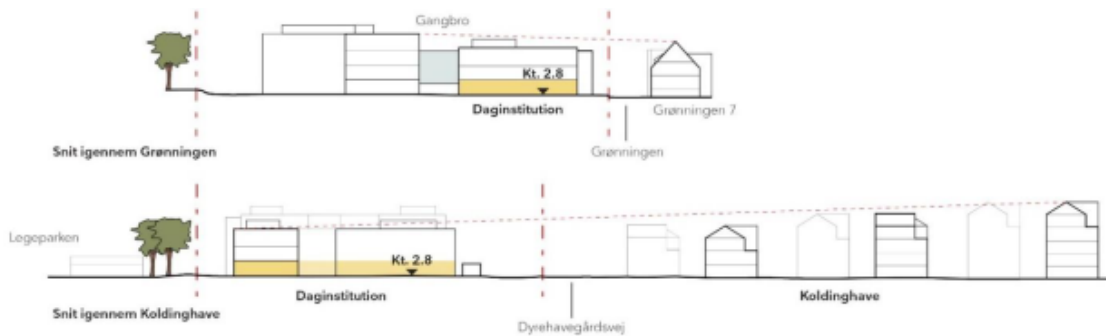 Gangbro
Kt. 2.8
Daginstitution
Grønningen 7
Snit igennem Grønningen
Grønningen
Legeparken
Kt. 2.8
Daginstitution
Koldinghave
Snit igennem Koldinghave
Dyrehavegårdsvej